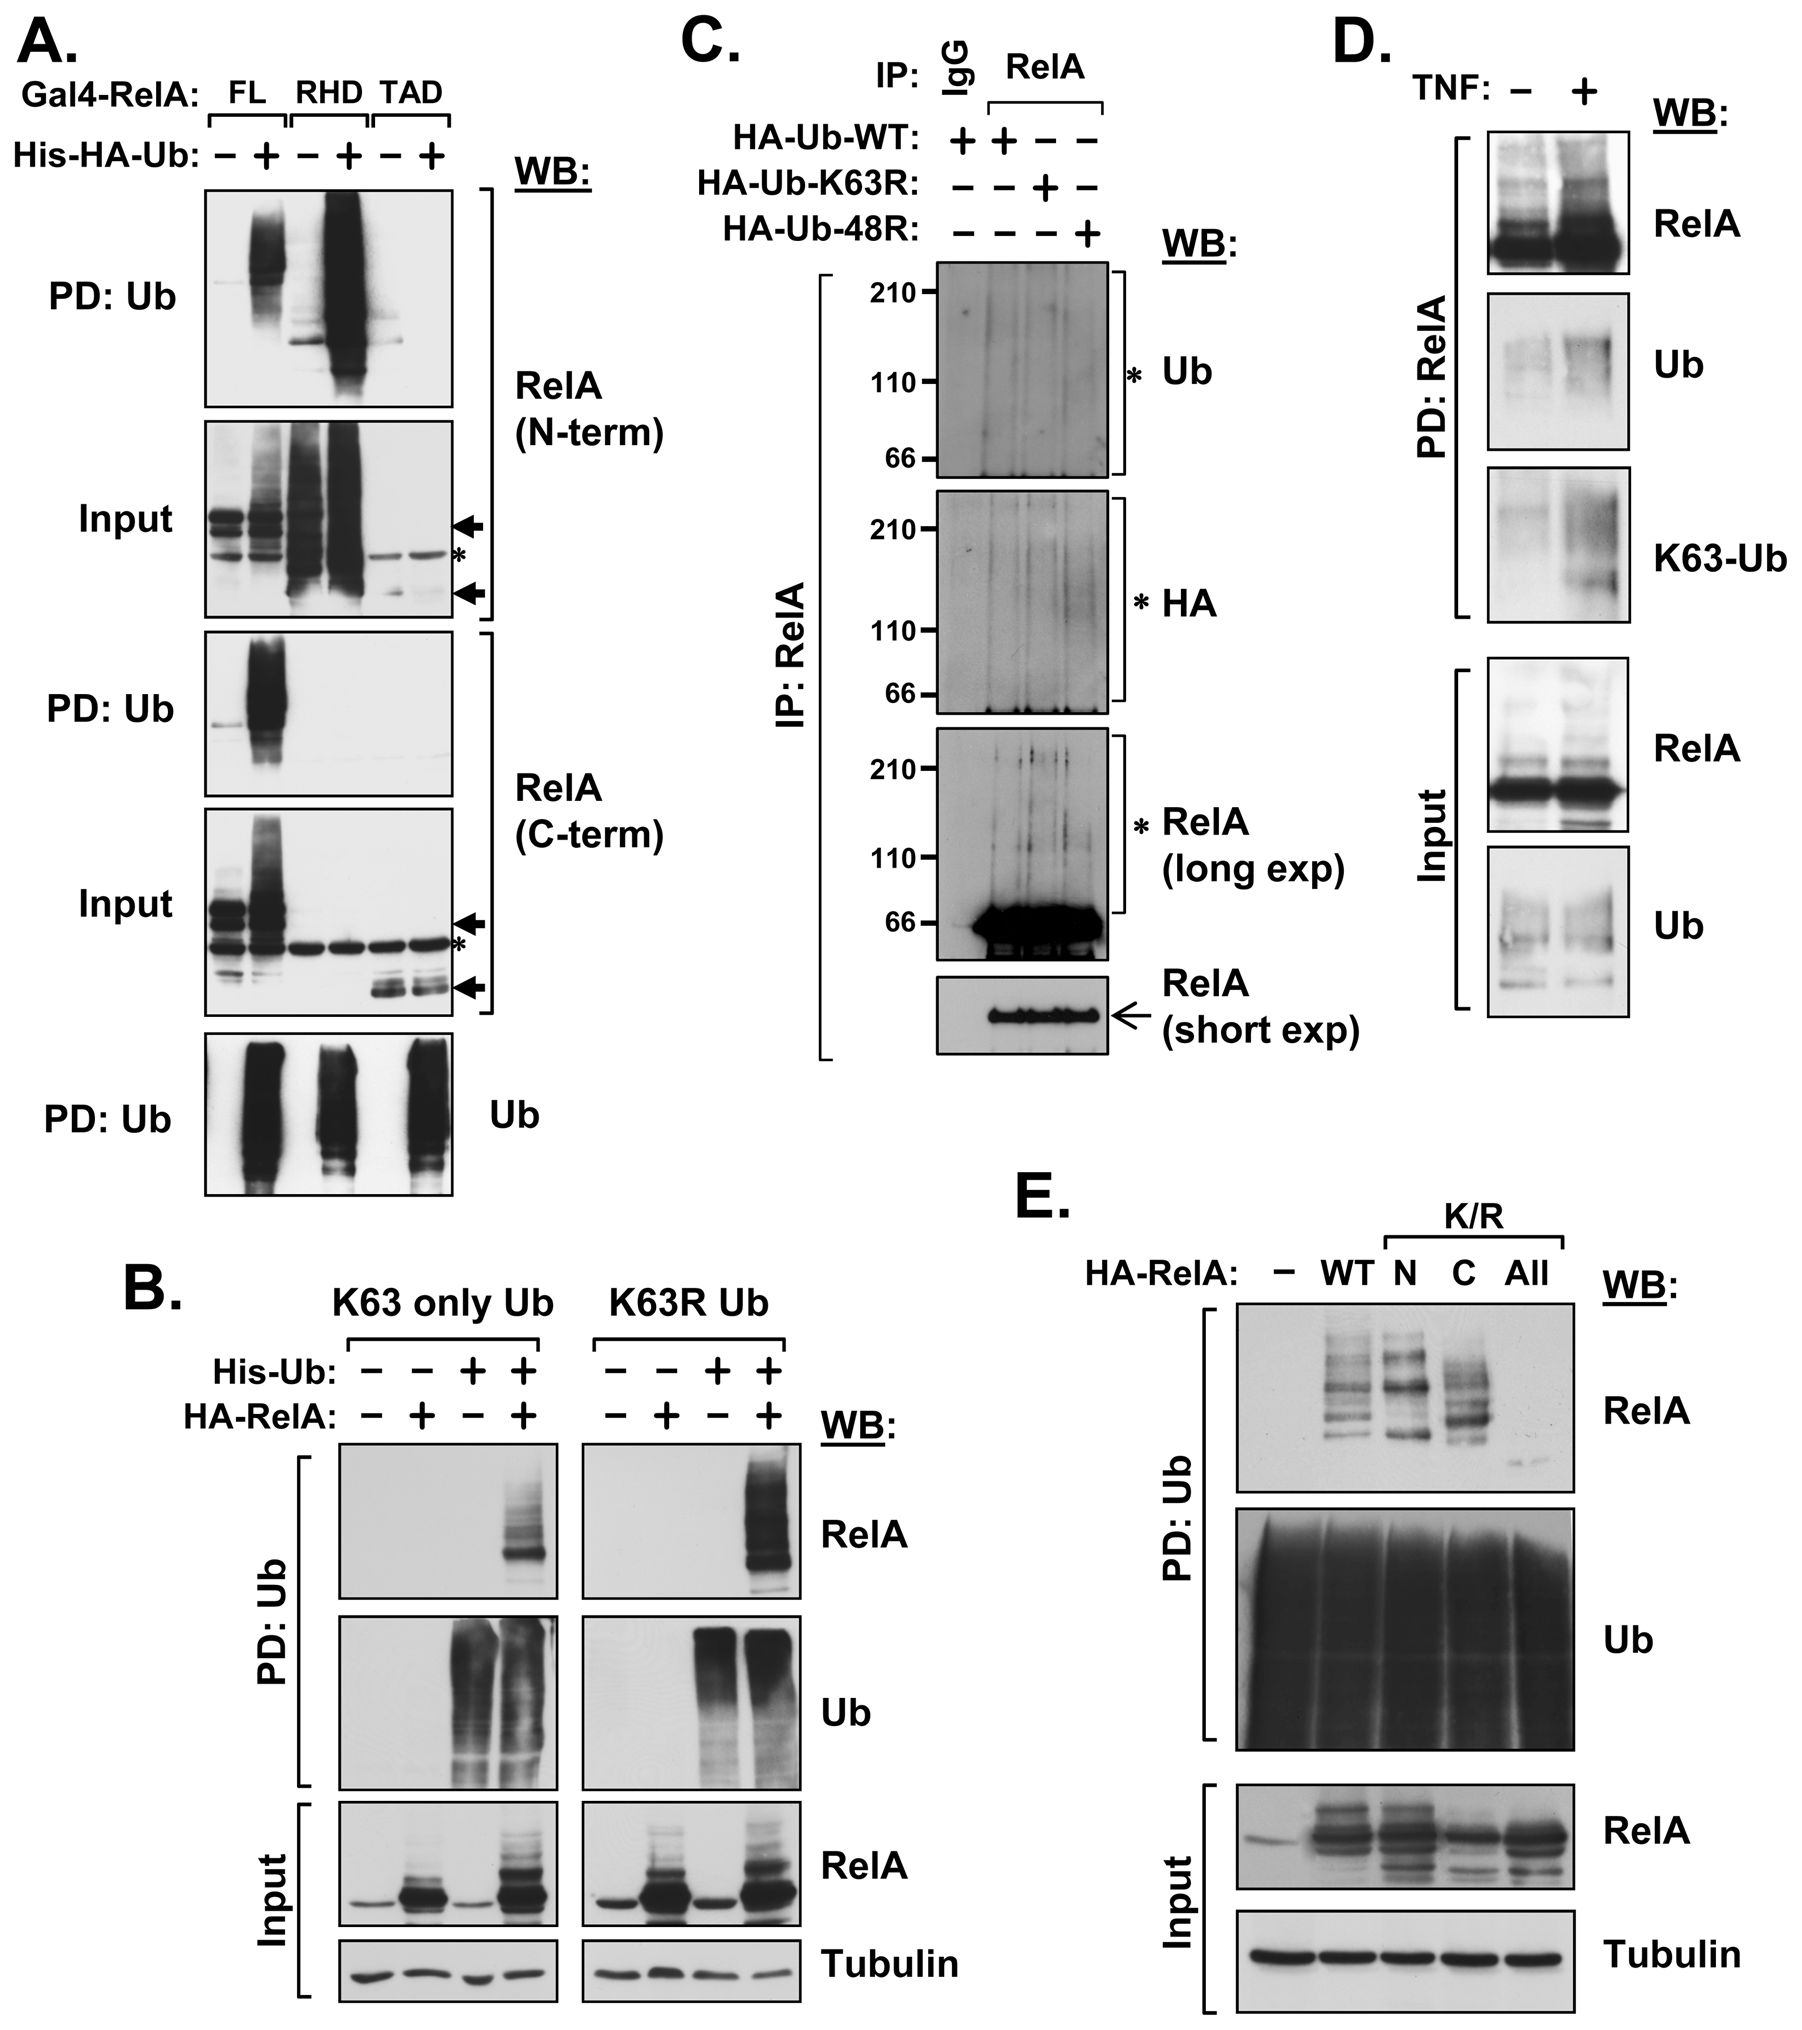 A.
Gal4-RelA: FL RHD TAD
His-HA-Ub: − + − + − +
WB:
PD: Ub
RelA
(N-term)
Input
*
PD: Ub
RelA
(C-term)
Input
*
PD: Ub
Ub
B.
K63 only Ub K63R Ub
His-Ub: − − + + − − + +
HA-RelA: − + − + − + − +
WB:
PD: Ub
RelA
Ub
Input
RelA
Tubulin
C.
IP: IgG RelA
HA-Ub-WT: + + − −
HA-Ub-K63R: − − + −
HA-Ub-48R: − − − +
WB:
IP: RelA
210
110
66
* Ub
210
110
66
* HA
210
110
66
* RelA
(long exp)
RelA
(short exp)
D.
TNF: − +
WB:
PD: RelA
RelA
Ub
K63-Ub
Input
RelA
Ub
E.
K/R
HA-RelA: − WT N C All
WB:
PD: Ub
RelA
Ub
Input
RelA
Tubulin